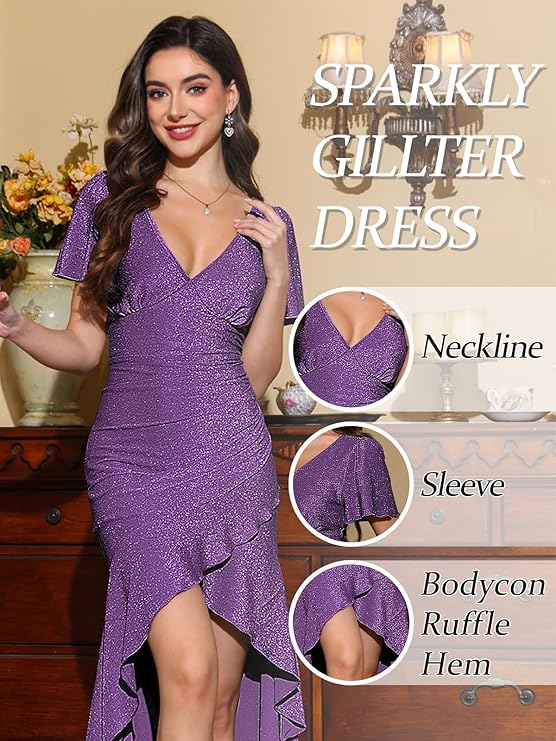 SPARKLY
GILLTER
DRESS
Neckline
Sleeve
Bodycon
Ruffle
Hem